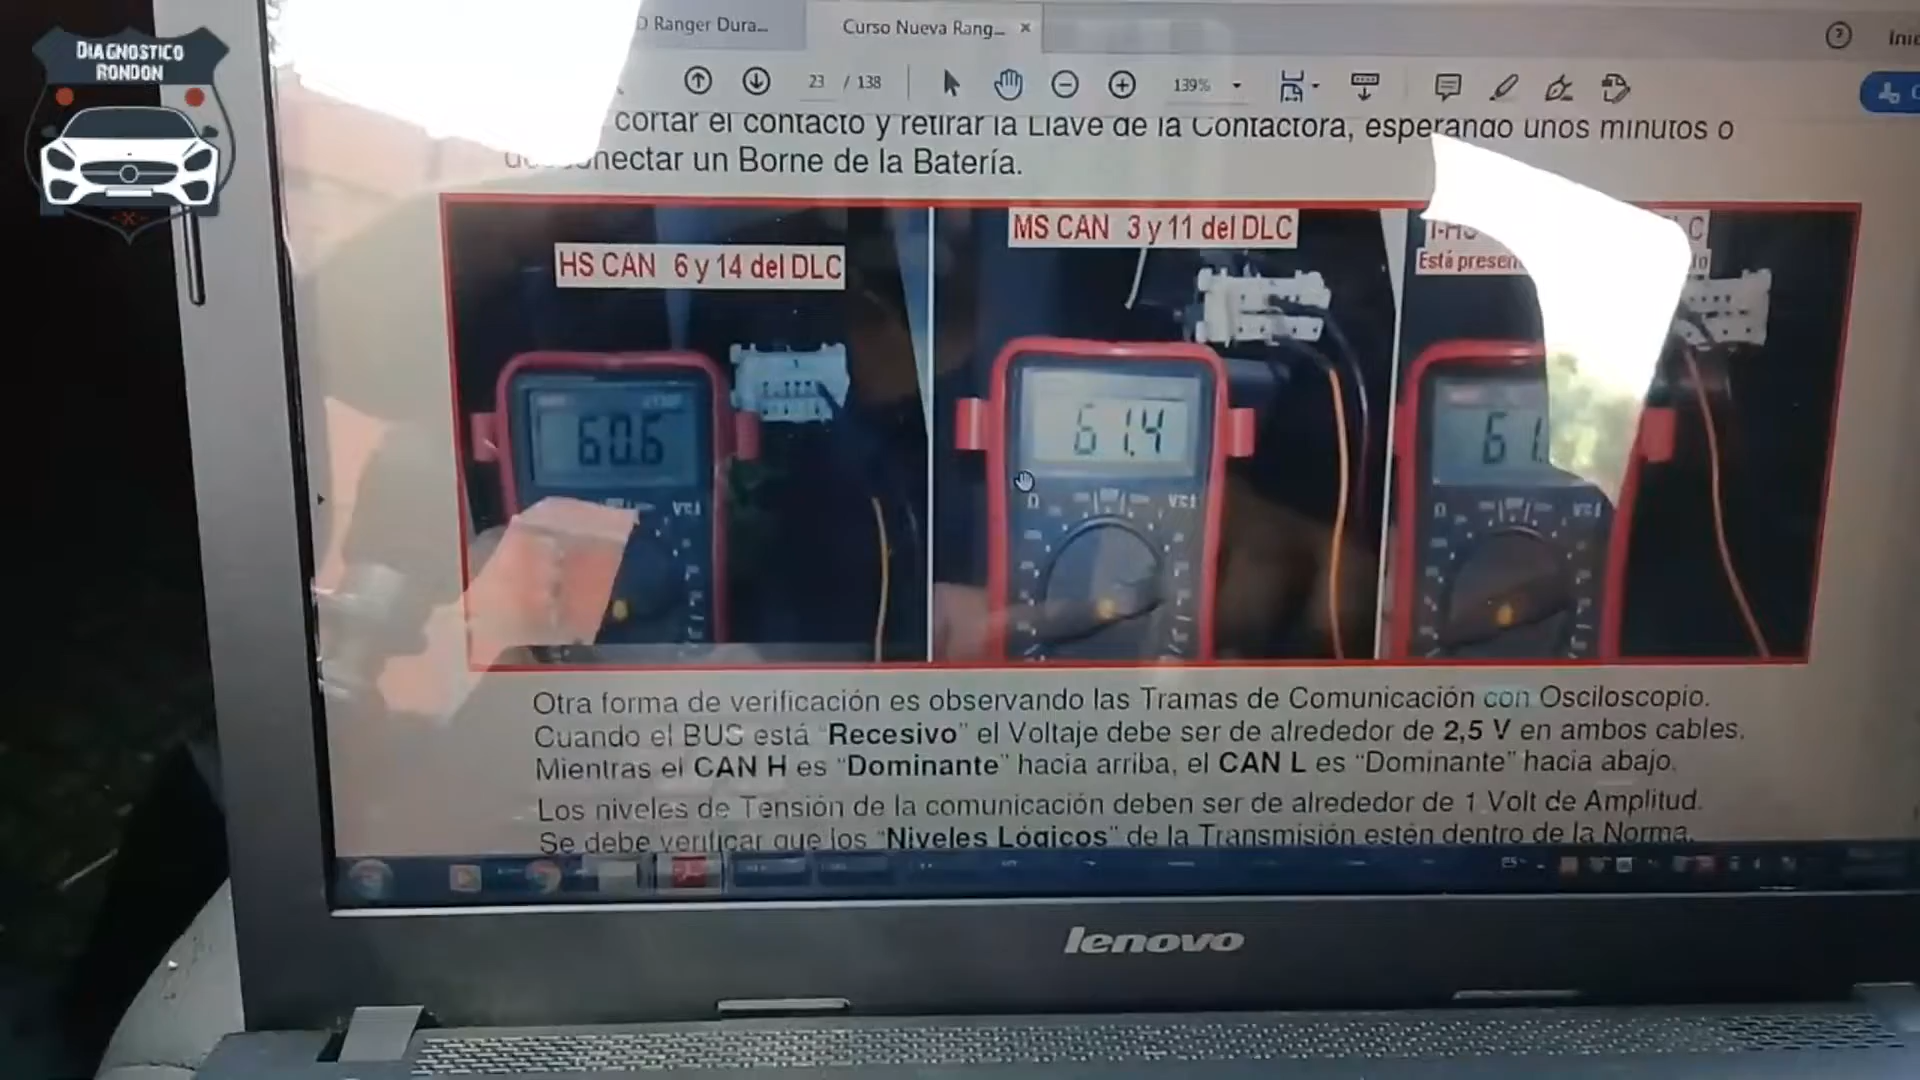 DIAGNOSTICO
RONDON
Ranger Dura...
Curso Nueva Rang...
23 / 138
139%
cortar el contacto y retirar la Llave de la Contactora, esperando unos minutos o
un Borne de la Batería.
HS CAN 6 y 14 del DLC
MS CAN 3 y 11 del DLC
Está
60.6
61.4
61.
Otra forma de verificación es observando las Tramas de Comunicación con Osciloscopio.
Cuando el BUS está "Recesivo" el Voltaje debe ser de alrededor de 2,5 V en ambos cables.
Mientras el CAN H es "Dominante" hacia arriba, el CAN L es "Dominante" hacia abajo.
Los niveles de Tensión de la comunicación deben ser de alrededor de 1 Volt de Amplitud.
Se debe verificar que los "Niveles Lógicos" de la Transmisión estén dentro de la Norma.
lenovo